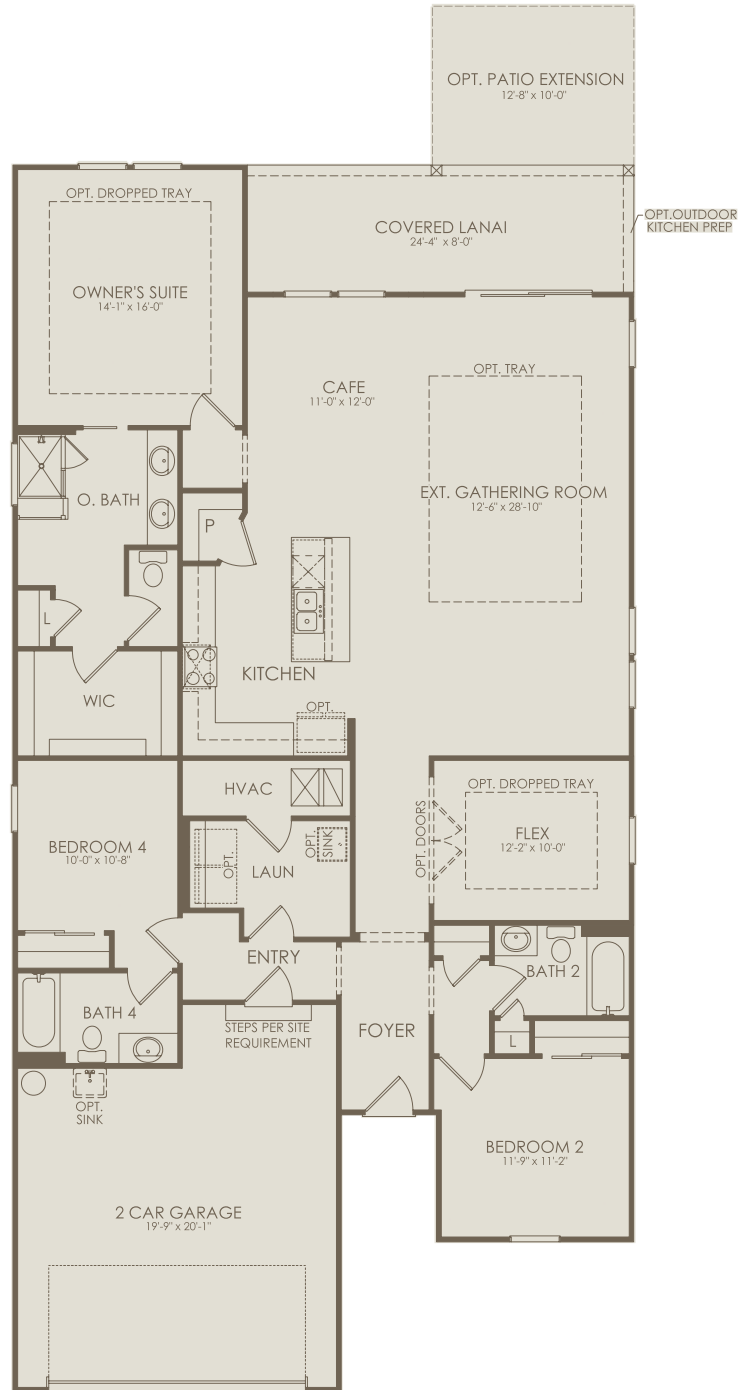 OPT. PATIO EXTENSION
12'-8" x 10'-0"
OPT. DROPPED TRAY
COVERED LANAI
24'-4" x 8'-0"
OPT.OUTDOOR
KITCHEN PREP
OWNER'S SUITE
14'-1" x 16'-0"
OPT. TRAY
CAFE
11'-0" x 12'-0"
O. BATH
EXT. GATHERING ROOM
12'-6" x 28'-10"
P
L
KITCHEN
WIC
OPT.
HVAC
OPT. DROPPED TRAY
OPT. DOORS
FLEX
12'-2" x 10'-0"
BEDROOM 4
10'-0" x 10'-8"
OPT.
LAUN
OPT.
SINK
ENTRY
BATH 2
BATH 4
STEPS PER SITE
REQUIREMENT
FOYER
L
OPT.
SINK
BEDROOM 2
11'-9" x 11'-2"
2 CAR GARAGE
19'-9" x 20'-1"